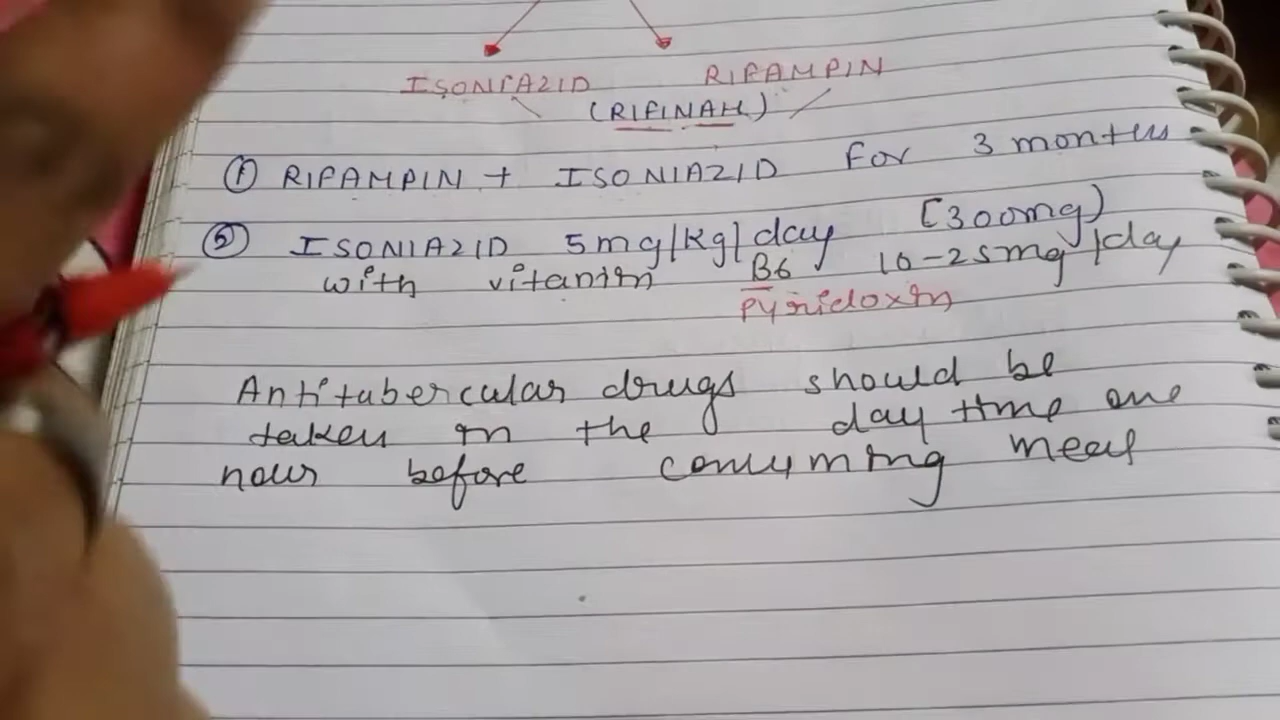 ISONIAZID RIFAMPIN
(RIFINAH)
① RIFAMPIN + ISONIAZID For 3 months
② ISONIAZID 5mg/kg/day [300mg)
with vitamin B6 10-25mg/day
Pyridoxin
Antitubercular drugs should be
taken in the day time one
hour before consuming meal